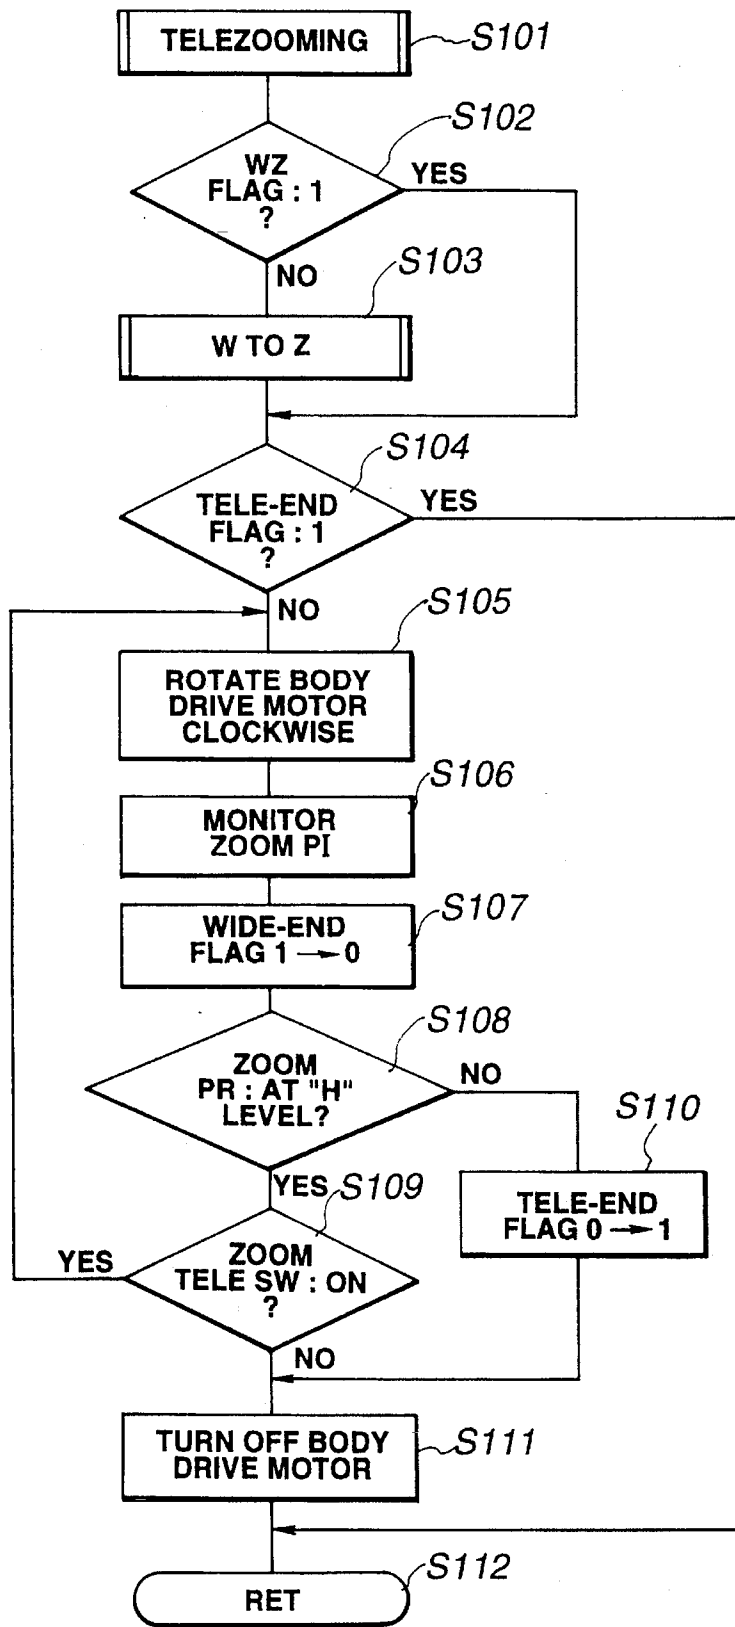 TELEZOOMING
S101
S102
WZ
FLAG : 1
?
YES
NO
S103
W TO Z
S104
TELE-END
FLAG : 1
?
YES
NO
S105
ROTATE BODY
DRIVE MOTOR
CLOCKWISE
S106
MONITOR
ZOOM PI
S107
WIDE-END
FLAG 1 → 0
S108
ZOOM
PR : AT "H"
LEVEL?
NO
YES
S110
TELE-END
FLAG 0 → 1
S109
ZOOM
TELE SW : ON
?
YES
NO
TURN OFF BODY
DRIVE MOTOR
S111
S112
RET